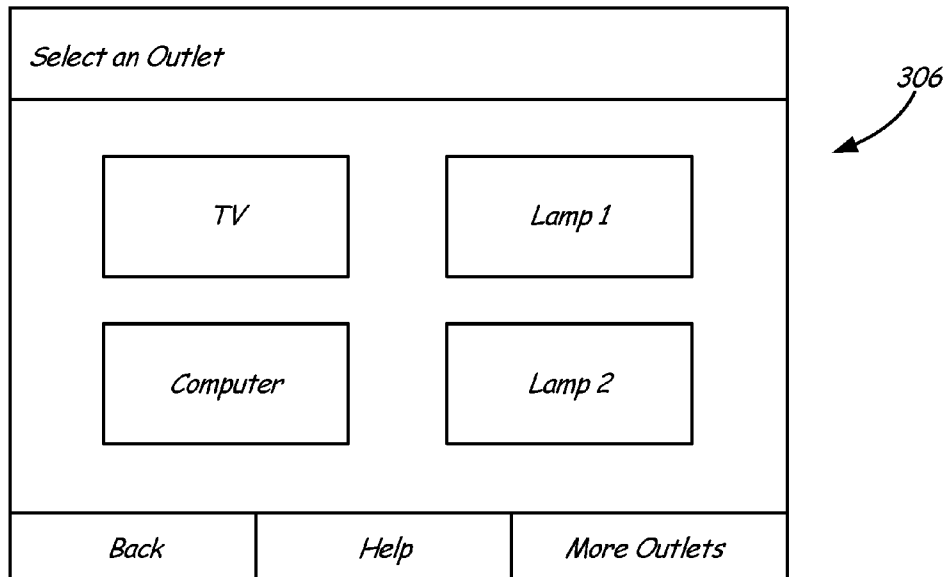 Select an Outlet
306
TV
Lamp 1
Computer
Lamp 2
Back
Help
More Outlets